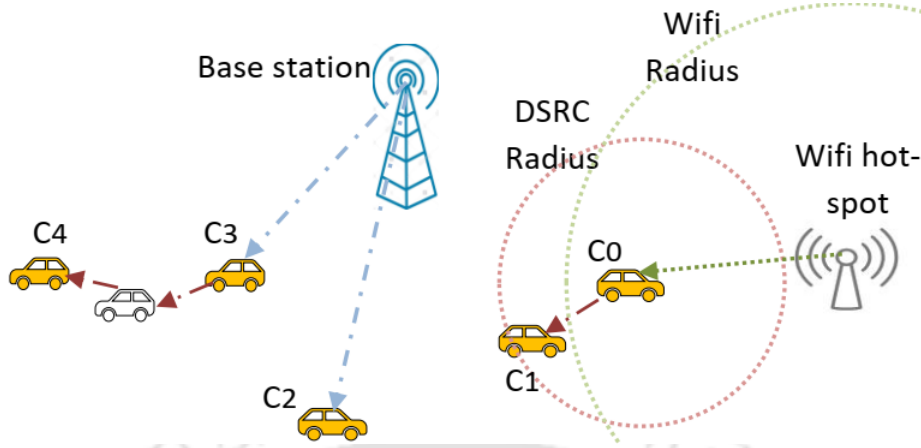 Wifi
Radius
Base station
DSRC
Radius
Wifi hot-
spot
C4
C3
C0
C1
C2